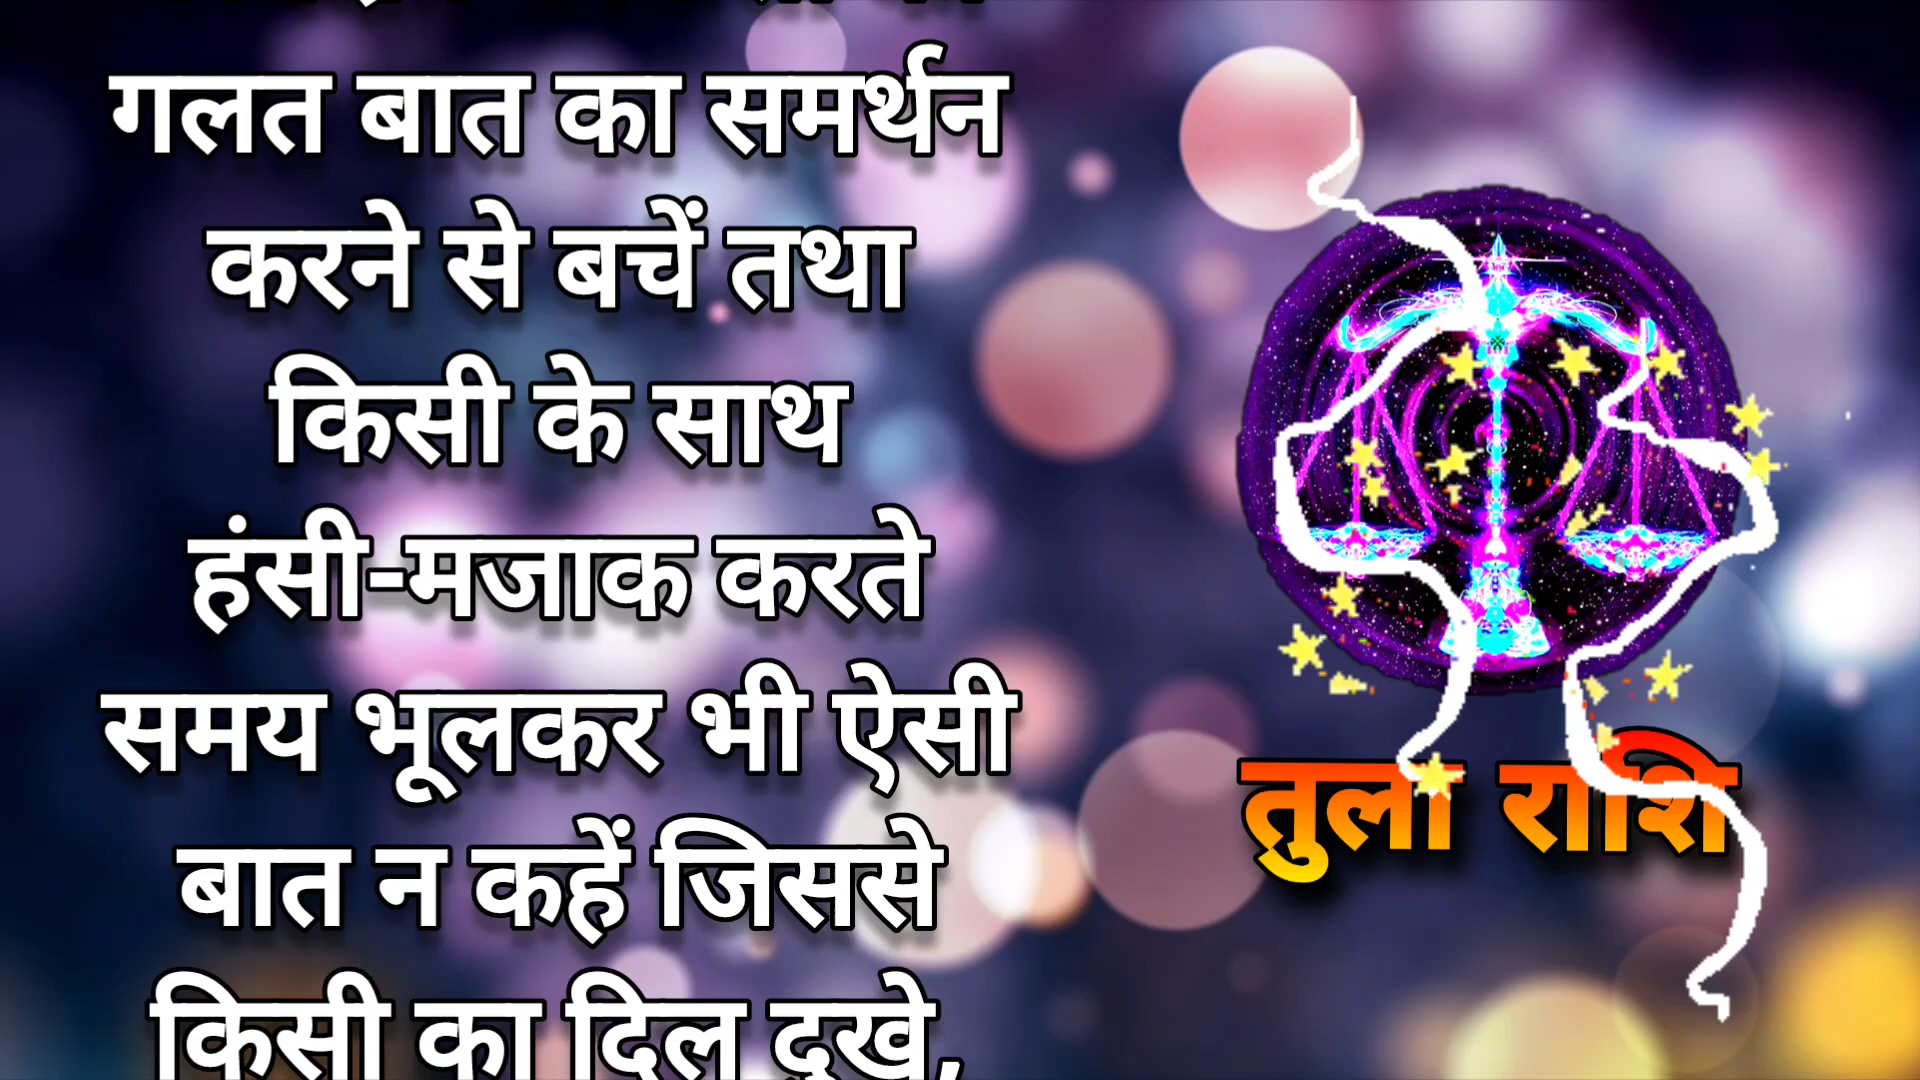 गलत बात का समर्थन
करने से बचें तथा
किसी के साथ
हंसी-मजाक करते
समय भूलकर भी ऐसी
बात न कहें जिससे
किसी का दिल दुखे,
तुला राशि